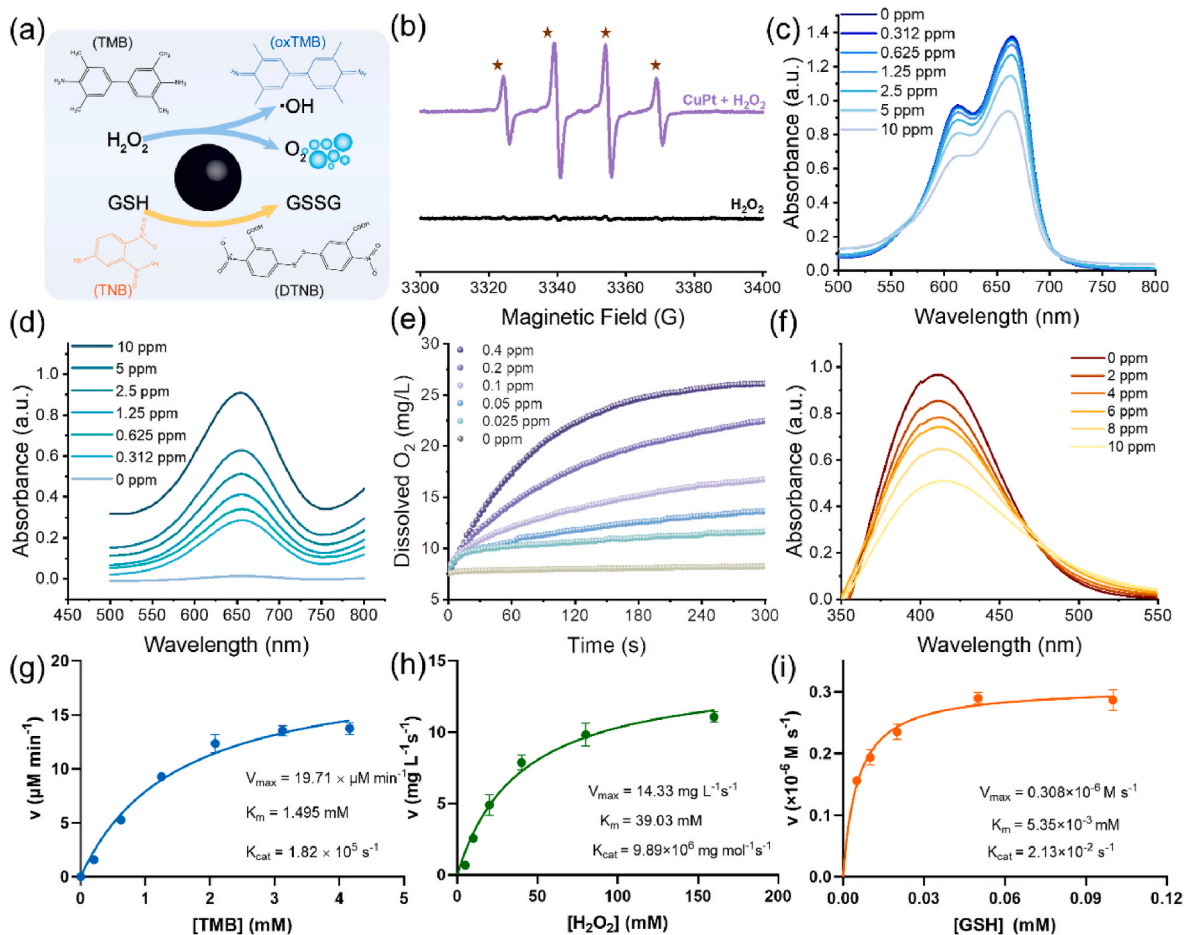 (a)
(TMB)
(oxTMB)
H₃C
CH₃
H₂N
NH₂
H₃C
CH₃
•OH
H₂O₂
O₂
GSH
GSSG
COOH
COOH
(TNB)
(DTNB)
(b)
CuPt + H₂O₂
H₂O₂
3300 3320 3340 3360 3380 3400
Maginetic Field (G)
(c)
0 ppm
0.312 ppm
0.625 ppm
1.25 ppm
2.5 ppm
5 ppm
10 ppm
1.4
1.2
1.0
0.8
0.6
0.4
0.2
0.0
Absorbance (a.u.)
500 550 600 650 700 750 800
Wavelength (nm)
(d)
10 ppm
5 ppm
2.5 ppm
1.25 ppm
0.625 ppm
0.312 ppm
0 ppm
1.0
0.8
0.6
0.4
0.2
0.0
Absorbance (a.u.)
450 500 550 600 650 700 750 800
Wavelength (nm)
(e)
0.4 ppm
0.2 ppm
0.1 ppm
0.05 ppm
0.025 ppm
0 ppm
30
25
20
15
10
5
Dissolved O₂ (mg/L)
0 60 120 180 240 300
Time (s)
(f)
0 ppm
2 ppm
4 ppm
6 ppm
8 ppm
10 ppm
1.0
0.8
0.6
0.4
0.2
0.0
Absorbance (a.u.)
350 400 450 500 550
Wavelength (nm)
(g)
20
15
10
5
0
v (µM min⁻¹)
Vmax = 19.71 × µM min⁻¹
Km = 1.495 mM
Kcat = 1.82 × 10⁵ s⁻¹
0 1 2 3 4 5
[TMB] (mM)
(h)
15
10
5
0
v (mg L⁻¹s⁻¹)
Vmax = 14.33 mg L⁻¹s⁻¹
Km = 39.03 mM
Kcat = 9.89×10⁶ mg mol⁻¹s⁻¹
0 50 100 150 200
[H₂O₂] (mM)
(i)
0.3
0.2
0.1
0.0
v (×10⁻⁶ M s⁻¹)
Vmax = 0.308×10⁻⁶ M s⁻¹
Km = 5.35×10⁻³ mM
Kcat = 2.13×10⁻² s⁻¹
0.00 0.03 0.06 0.09 0.12
[GSH] (mM)